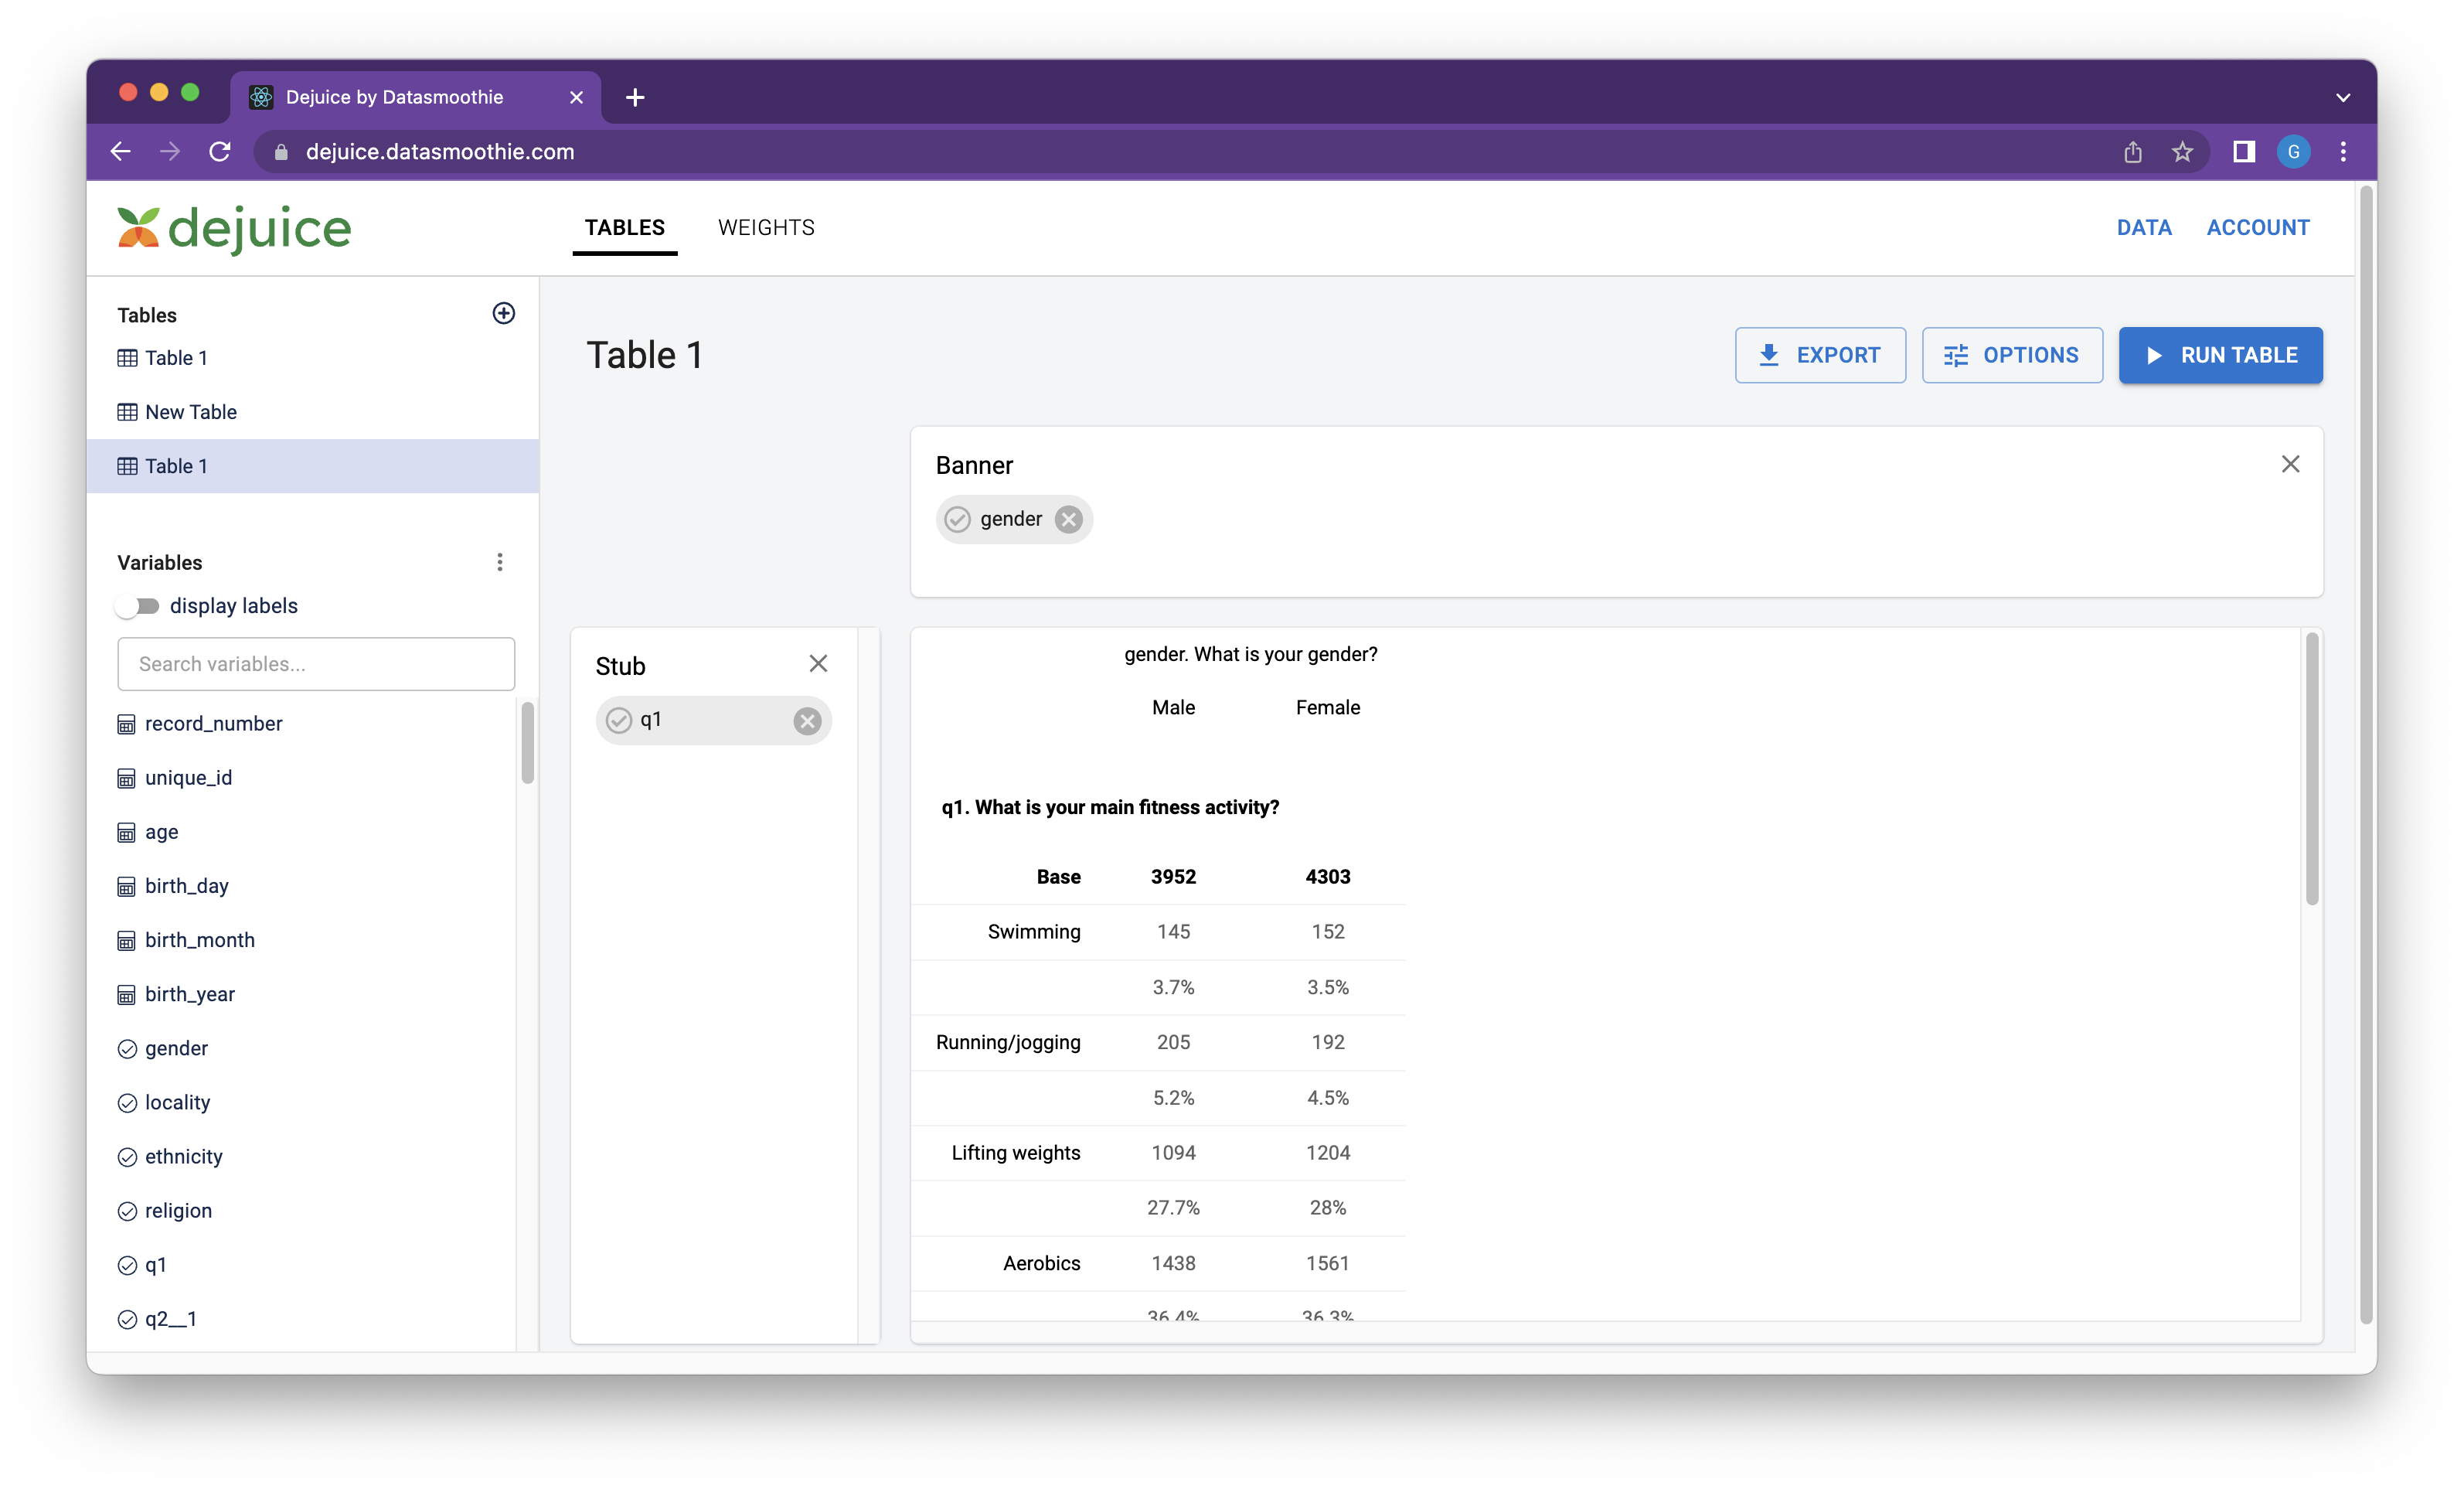 Dejuice by Datasmoothie
dejuice.datasmoothie.com
G
dejuice
TABLES
WEIGHTS
DATA
ACCOUNT
Tables
Table 1
New Table
Table 1
Variables
display labels
Search variables...
record_number
unique_id
age
birth_day
birth_month
birth_year
gender
locality
ethnicity
religion
q1
q2__1
Table 1
EXPORT
OPTIONS
RUN TABLE
Banner
gender
Stub
q1
gender. What is your gender?
Male Female
q1. What is your main fitness activity?
Base 3952 4303
Swimming 145 152
3.7% 3.5%
Running/jogging 205 192
5.2% 4.5%
Lifting weights 1094 1204
27.7% 28%
Aerobics 1438 1561
36.4% 36.3%